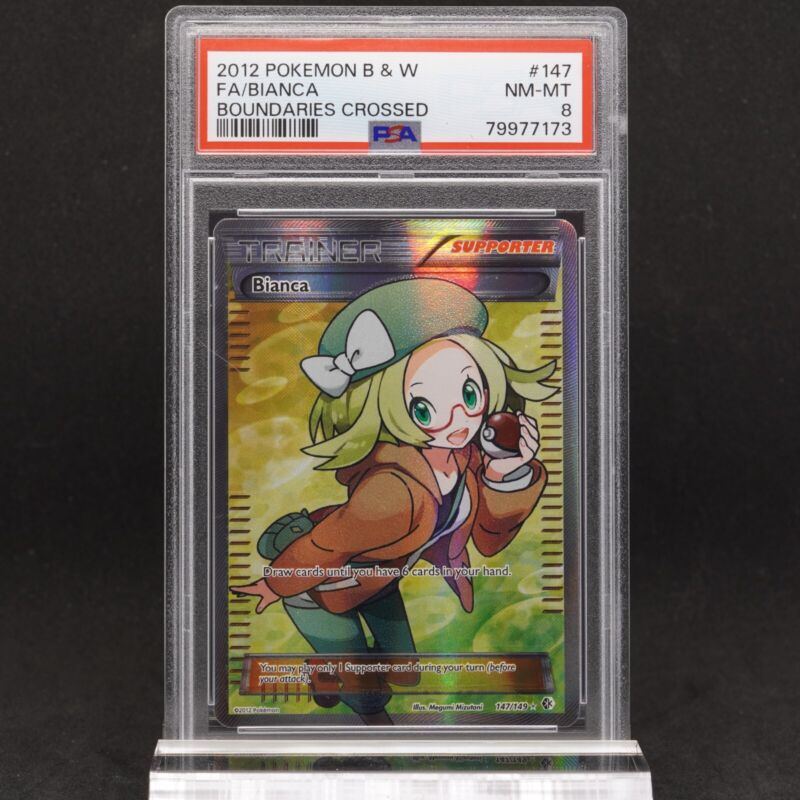 2012 POKEMON B & W #147
FA/BIANCA NM-MT
BOUNDARIES CROSSED 8
PSA 79977173
TRAINER SUPPORTER
Bianca
Draw cards until you have 6 cards in your hand.
You may play only 1 Supporter card during your turn (before
your attack).
©2012 Pokémon Illus. Megumi Mizutani 147/149